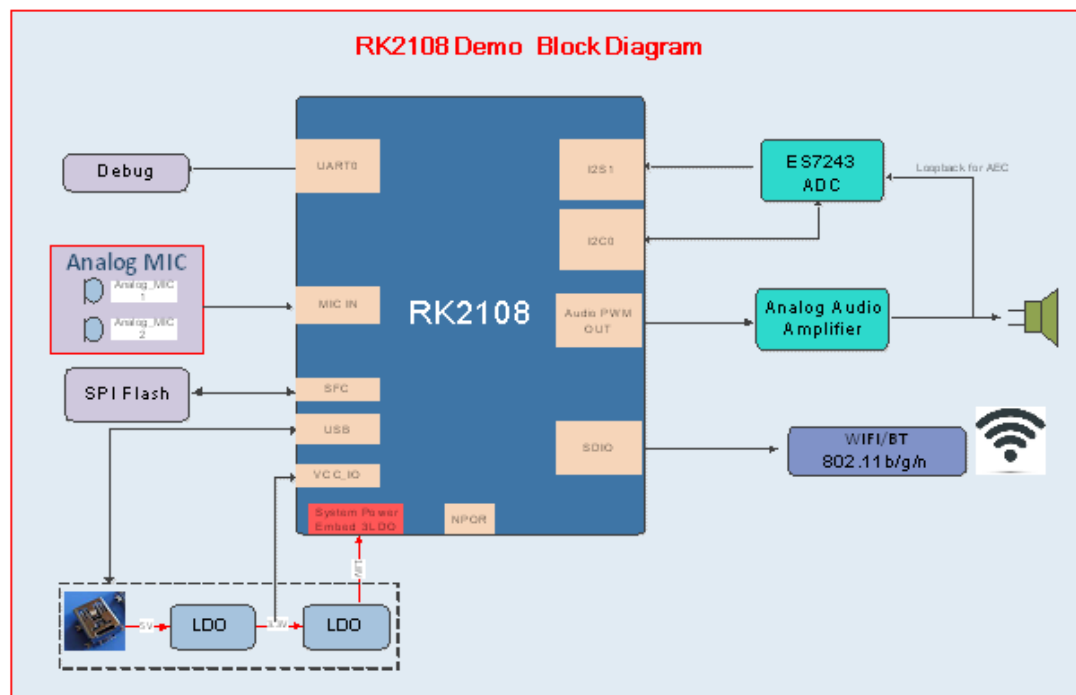 RK2108 Demo Block Diagram
Debug
UART0
I2S1
ES7243
ADC
Loopback for AEC
I2C0
Analog MIC
Analog_MIC
1
Analog_MIC
2
MIC IN
RK2108
Audio PWM
OUT
Analog Audio
Amplifier
SPI Flash
SFC
USB
SDIO
WIFI/BT
802.11b/g/n
VCC_IO
System Power
Embed 3LDO
NPOR
5V
LDO
3.3V
LDO